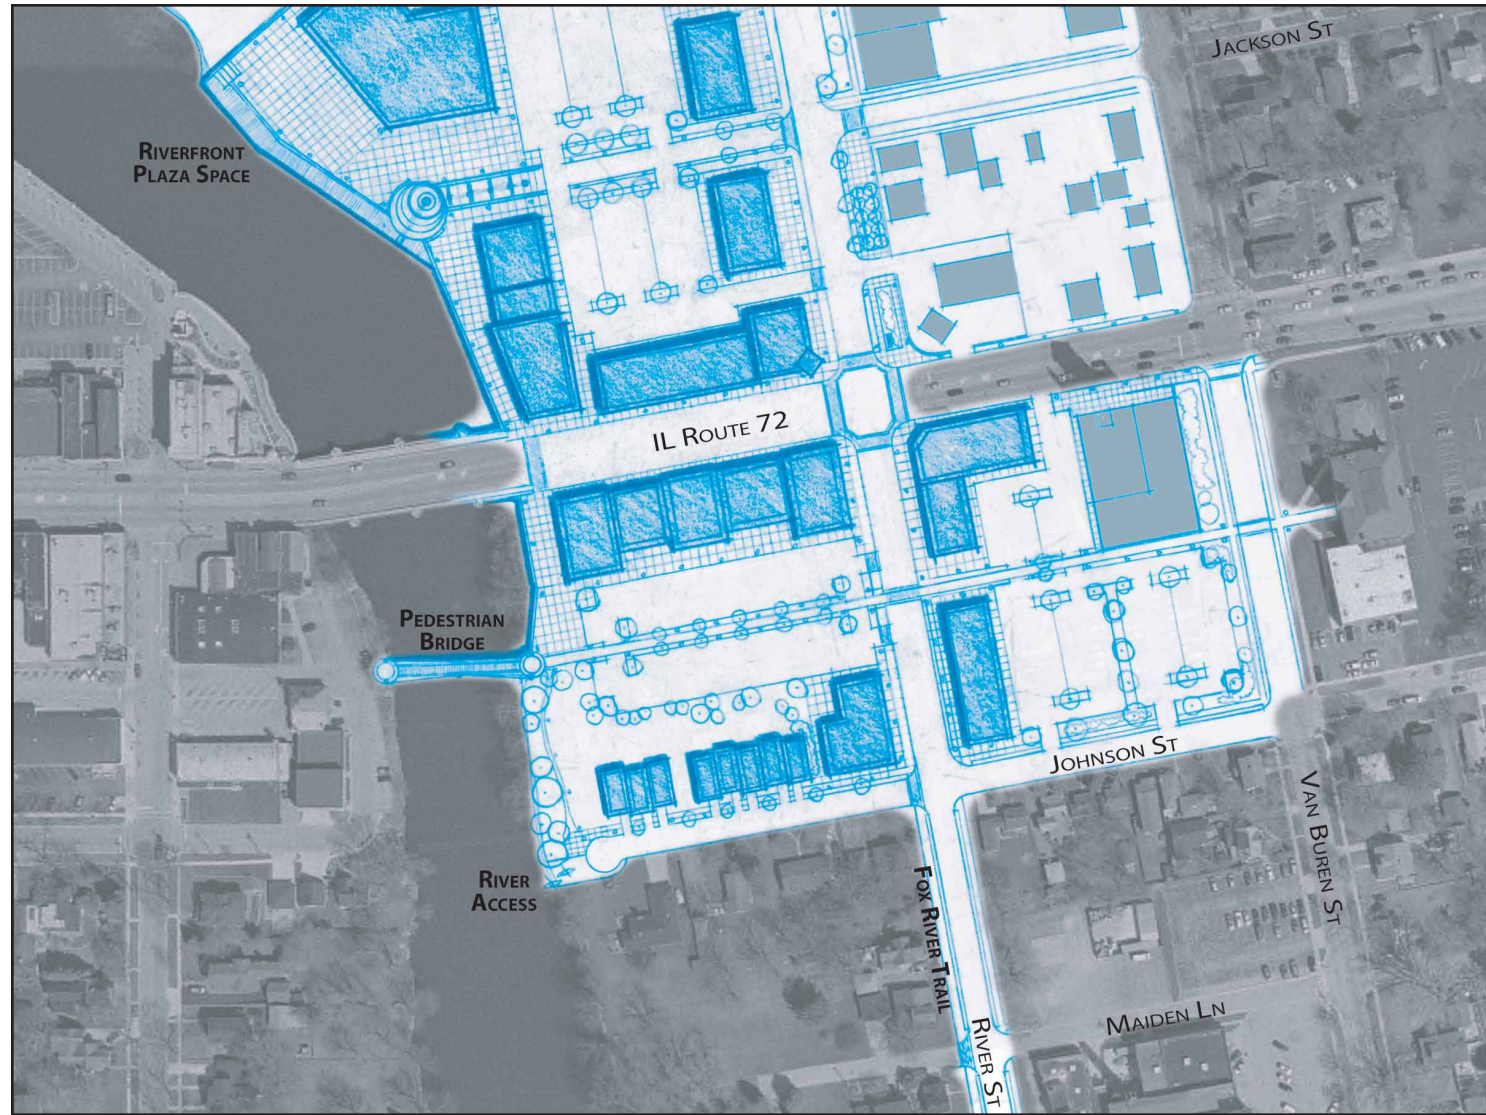 Jackson St
Riverfront
Plaza Space
IL Route 72
Pedestrian
Bridge
Johnson St
Van Buren St
River
Access
Fox River Trail
Maiden Ln
River St